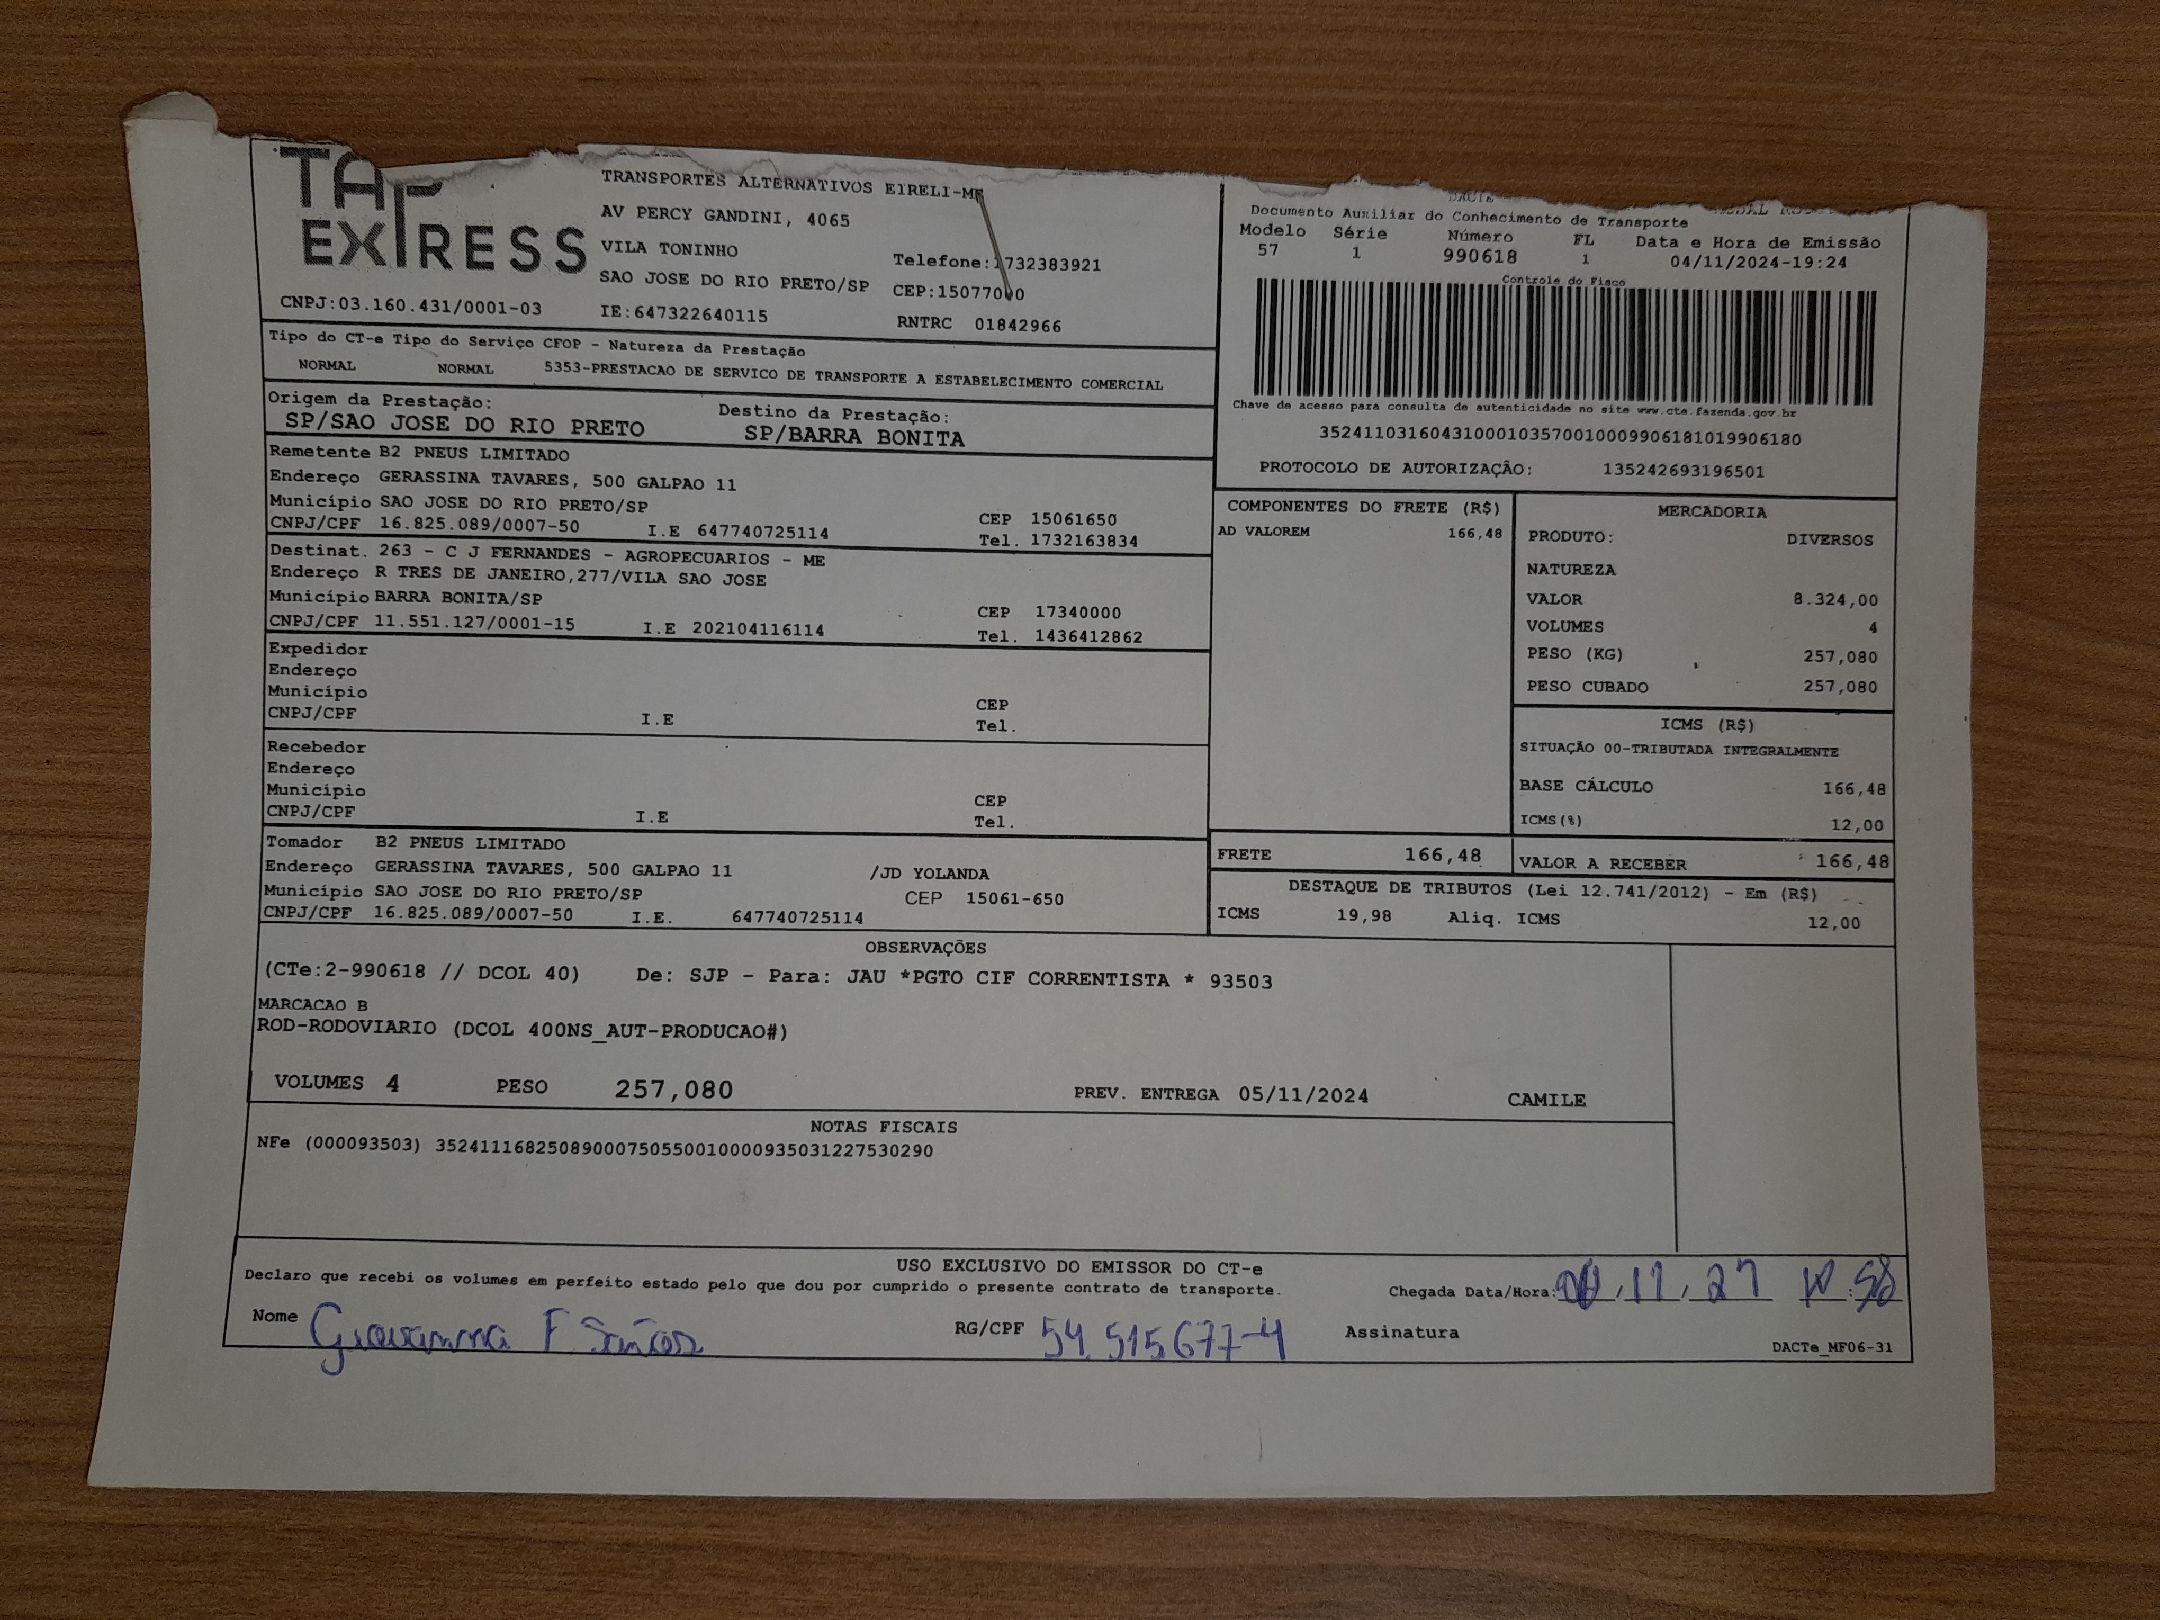 TAP
EXPRESS
CNPJ:03.160.431/0001-03
TRANSPORTES ALTERNATIVOS EIRELI-ME
AV PERCY GANDINI, 4065
VILA TONINHO
Telefone:1732383921
SAO JOSE DO RIO PRETO/SP CEP:15077000
IE:647322640115 RNTRC 01842966
DACTE
Documento Auxiliar do Conhecimento de Transporte
Modelo Série Número FL Data e Hora de Emissão
57 1 990618 1 04/11/2024-19:24
Controle do Fisco
Chave de acesso para consulta de autenticidade no site www.cte.fazenda.gov.br
35241103160431000103570010009906181019906180
PROTOCOLO DE AUTORIZAÇÃO: 135242693196501
Tipo do CT-e Tipo do Serviço CFOP - Natureza da Prestação
NORMAL NORMAL 5353-PRESTACAO DE SERVICO DE TRANSPORTE A ESTABELECIMENTO COMERCIAL
Origem da Prestação: Destino da Prestação:
SP/SAO JOSE DO RIO PRETO SP/BARRA BONITA
Remetente B2 PNEUS LIMITADO
Endereço GERASSINA TAVARES, 500 GALPAO 11
Município SAO JOSE DO RIO PRETO/SP CEP 15061650
CNPJ/CPF 16.825.089/0007-50 I.E 647740725114 Tel. 1732163834
Destinat. 263 - C J FERNANDES - AGROPECUARIOS - ME
Endereço R TRES DE JANEIRO,277/VILA SAO JOSE
Município BARRA BONITA/SP CEP 17340000
CNPJ/CPF 11.551.127/0001-15 I.E 202104116114 Tel. 1436412862
Expedidor
Endereço
Município CEP
CNPJ/CPF I.E Tel.
Recebedor
Endereço
Município CEP
CNPJ/CPF I.E Tel.
Tomador B2 PNEUS LIMITADO
Endereço GERASSINA TAVARES, 500 GALPAO 11 /JD YOLANDA
Município SAO JOSE DO RIO PRETO/SP CEP 15061-650
CNPJ/CPF 16.825.089/0007-50 I.E. 647740725114
COMPONENTES DO FRETE (R$)
AD VALOREM 166,48
MERCADORIA
PRODUTO: DIVERSOS
NATUREZA
VALOR 8.324,00
VOLUMES 4
PESO (KG) 257,080
PESO CUBADO 257,080
ICMS (R$)
SITUAÇÃO 00-TRIBUTADA INTEGRALMENTE
BASE CÁLCULO 166,48
ICMS(%) 12,00
FRETE 166,48 VALOR A RECEBER 166,48
DESTAQUE DE TRIBUTOS (Lei 12.741/2012) - Em (R$)
ICMS 19,98 Aliq. ICMS 12,00
OBSERVAÇÕES
(CTe:2-990618 // DCOL 40) De: SJP - Para: JAU *PGTO CIF CORRENTISTA * 93503
MARCACAO B
ROD-RODOVIARIO (DCOL 400NS_AUT-PRODUCAO#)
VOLUMES 4 PESO 257,080 PREV. ENTREGA 05/11/2024 CAMILE
NOTAS FISCAIS
NFe (000093503) 35241116825089000750550010000935031227530290
USO EXCLUSIVO DO EMISSOR DO CT-e
Declaro que recebi os volumes em perfeito estado pelo que dou por cumprido o presente contrato de transporte. Chegada Data/Hora:
Nome Giovanna F. Santos RG/CPF 54.515677-4 Assinatura
DACTe_MF06-31